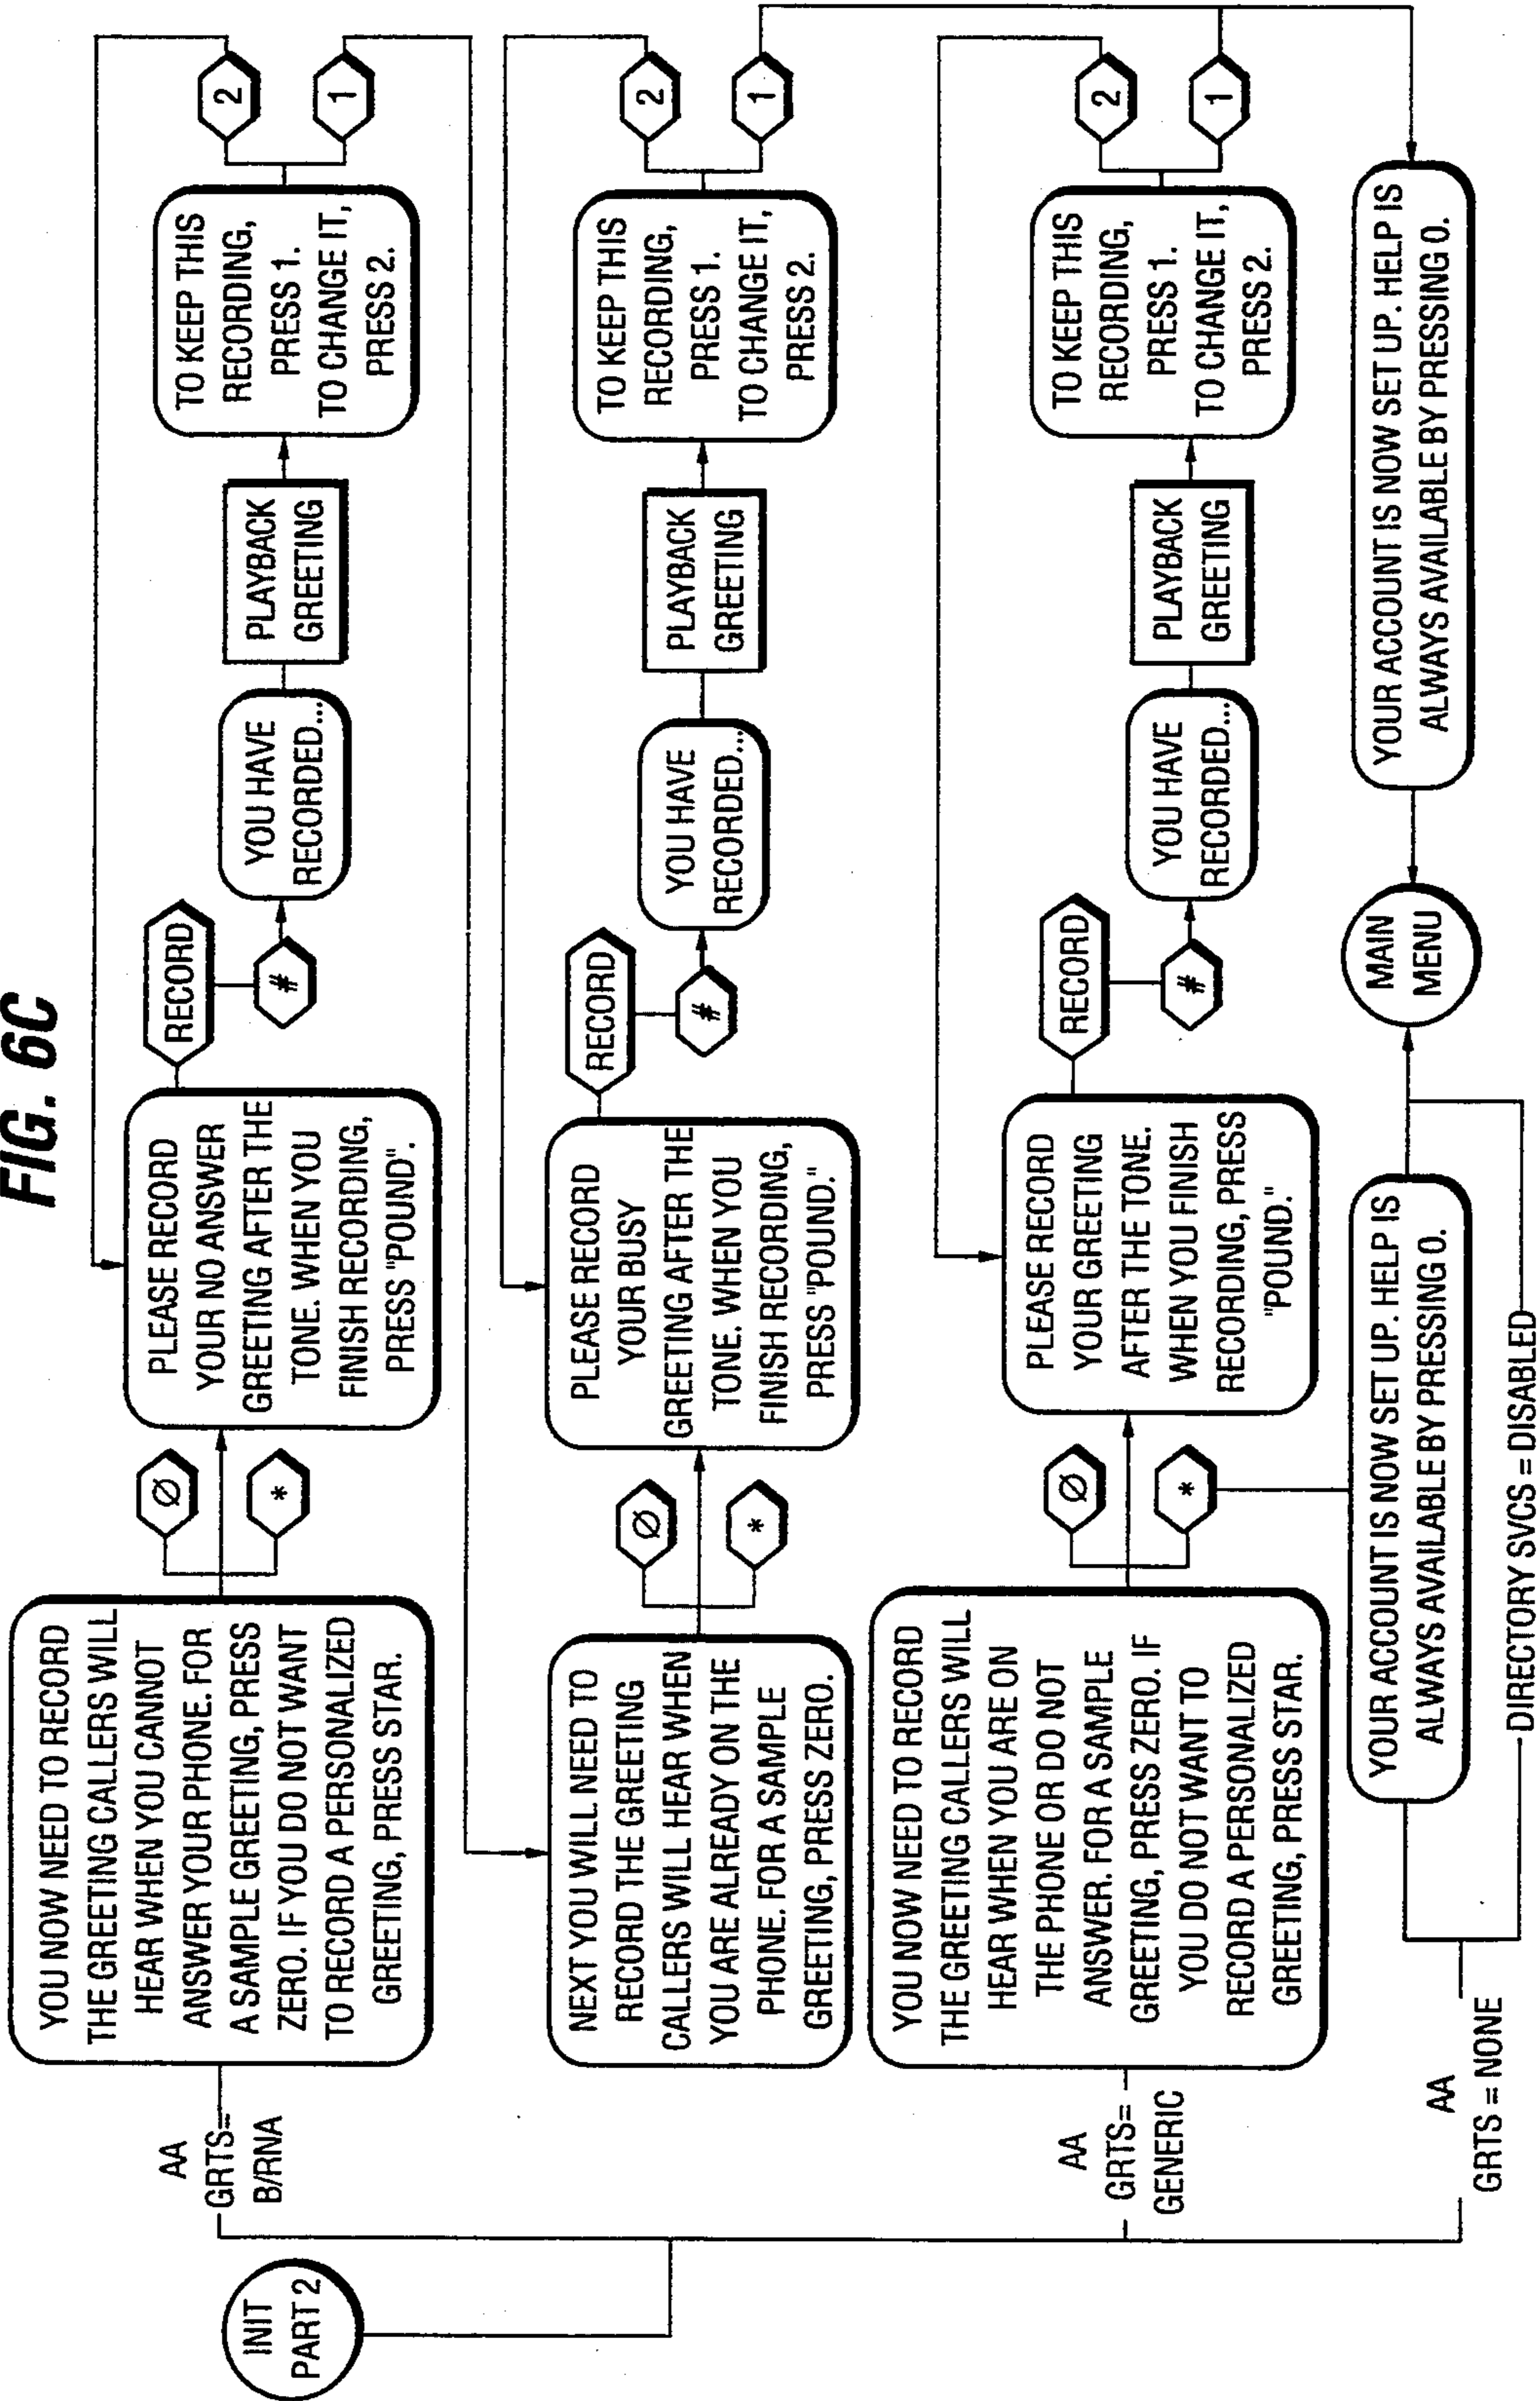 FIG. 6C
INIT
PART 2
AA
GRTS=
B/RNA
YOU NOW NEED TO RECORD
THE GREETING CALLERS WILL
HEAR WHEN YOU CANNOT
ANSWER YOUR PHONE. FOR
A SAMPLE GREETING, PRESS
ZERO. IF YOU DO NOT WANT
TO RECORD A PERSONALIZED
GREETING, PRESS STAR.
Ø
*
PLEASE RECORD
YOUR NO ANSWER
GREETING AFTER THE
TONE. WHEN YOU
FINISH RECORDING,
PRESS "POUND".
RECORD
#
YOU HAVE
RECORDED...
PLAYBACK
GREETING
TO KEEP THIS
RECORDING,
PRESS 1.
TO CHANGE IT,
PRESS 2.
2
1
NEXT YOU WILL NEED TO
RECORD THE GREETING
CALLERS WILL HEAR WHEN
YOU ARE ALREADY ON THE
PHONE. FOR A SAMPLE
GREETING, PRESS ZERO.
Ø
*
PLEASE RECORD
YOUR BUSY
GREETING AFTER THE
TONE. WHEN YOU
FINISH RECORDING,
PRESS "POUND."
RECORD
#
YOU HAVE
RECORDED...
PLAYBACK
GREETING
TO KEEP THIS
RECORDING,
PRESS 1.
TO CHANGE IT,
PRESS 2.
2
1
AA
GRTS=
GENERIC
YOU NOW NEED TO RECORD
THE GREETING CALLERS WILL
HEAR WHEN YOU ARE ON
THE PHONE OR DO NOT
ANSWER. FOR A SAMPLE
GREETING, PRESS ZERO. IF
YOU DO NOT WANT TO
RECORD A PERSONALIZED
GREETING, PRESS STAR.
Ø
*
PLEASE RECORD
YOUR GREETING
AFTER THE TONE.
WHEN YOU FINISH
RECORDING, PRESS
"POUND."
RECORD
#
YOU HAVE
RECORDED...
PLAYBACK
GREETING
TO KEEP THIS
RECORDING,
PRESS 1.
TO CHANGE IT,
PRESS 2.
2
1
AA
GRTS = NONE
YOUR ACCOUNT IS NOW SET UP. HELP IS
ALWAYS AVAILABLE BY PRESSING 0.
DIRECTORY SVCS = DISABLED
MAIN
MENU
YOUR ACCOUNT IS NOW SET UP. HELP IS
ALWAYS AVAILABLE BY PRESSING 0.